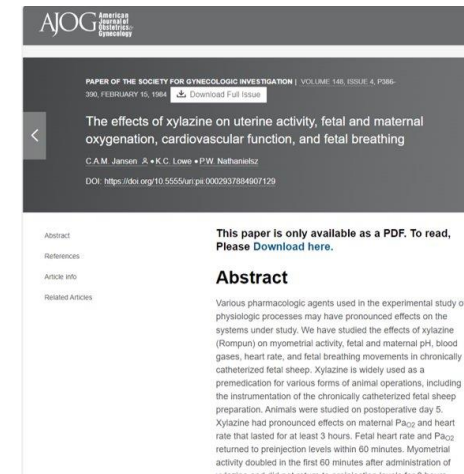 AJOG American
Journal of
Obstetrics &
Gynecology
PAPER OF THE SOCIETY FOR GYNECOLOGIC INVESTIGATION | VOLUME 148, ISSUE 4, P386-
390, FEBRUARY 15, 1984 Download Full Issue
The effects of xylazine on uterine activity, fetal and maternal
oxygenation, cardiovascular function, and fetal breathing
C.A.M. Jansen • K.C. Lowe • P.W. Nathanielsz
DOI: https://doi.org/10.5555/uri:pii:0002937884907129
Abstract
References
Article Info
Related Articles
This paper is only available as a PDF. To read,
Please Download here.
Abstract
Various pharmacologic agents used in the experimental study o
physiologic processes may have pronounced effects on the
systems under study. We have studied the effects of xylazine
(Rompun) on myometrial activity, fetal and maternal pH, blood
gases, heart rate, and fetal breathing movements in chronically
catheterized fetal sheep. Xylazine is widely used as a
premedication for various forms of animal operations, including
the instrumentation of the chronically catheterized fetal sheep
preparation. Animals were studied on postoperative day 5.
Xylazine had pronounced effects on maternal PaO2 and heart
rate that lasted for at least 3 hours. Fetal heart rate and PaO2
returned to preinjection levels within 60 minutes. Myometrial
activity doubled in the first 60 minutes after administration of